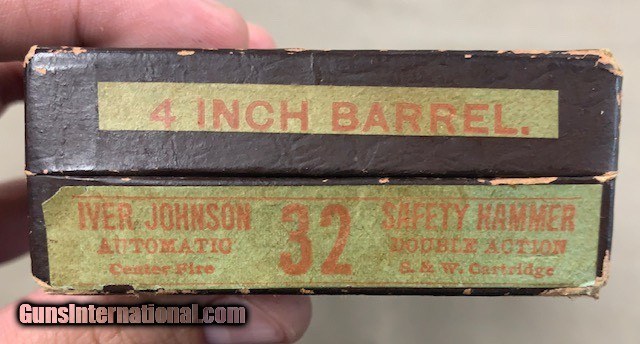 4 INCH BARREL.
IVER JOHNSON 32 SAFETY HAMMER
AUTOMATIC DOUBLE ACTION
Center Fire S. & W. Cartridge
GunsInternational.com